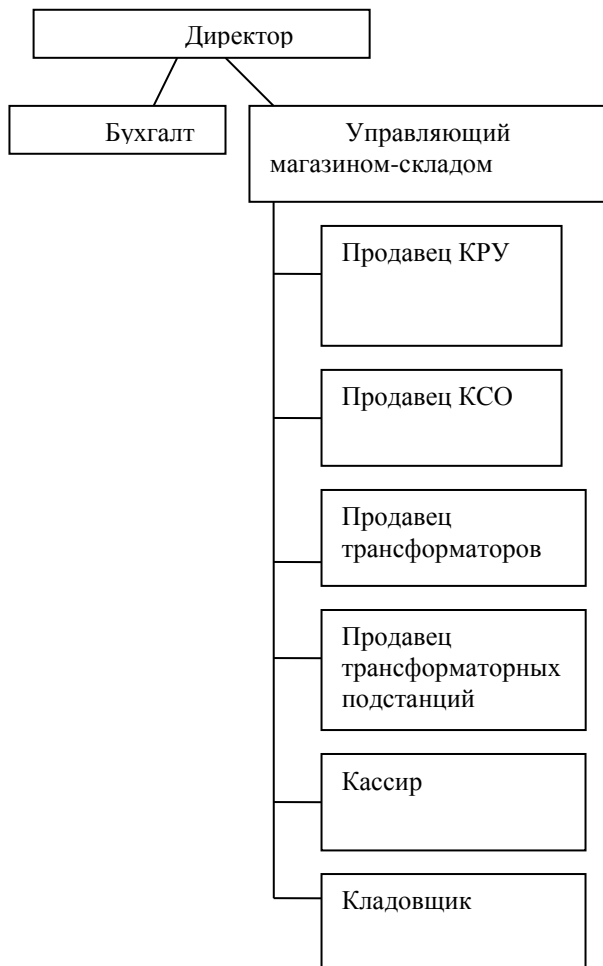 Директор
Бухгалт
Управляющий
магазином-складом
Продавец КРУ
Продавец КСО
Продавец
трансформаторов
Продавец
трансформаторных
подстанций
Кассир
Кладовщик